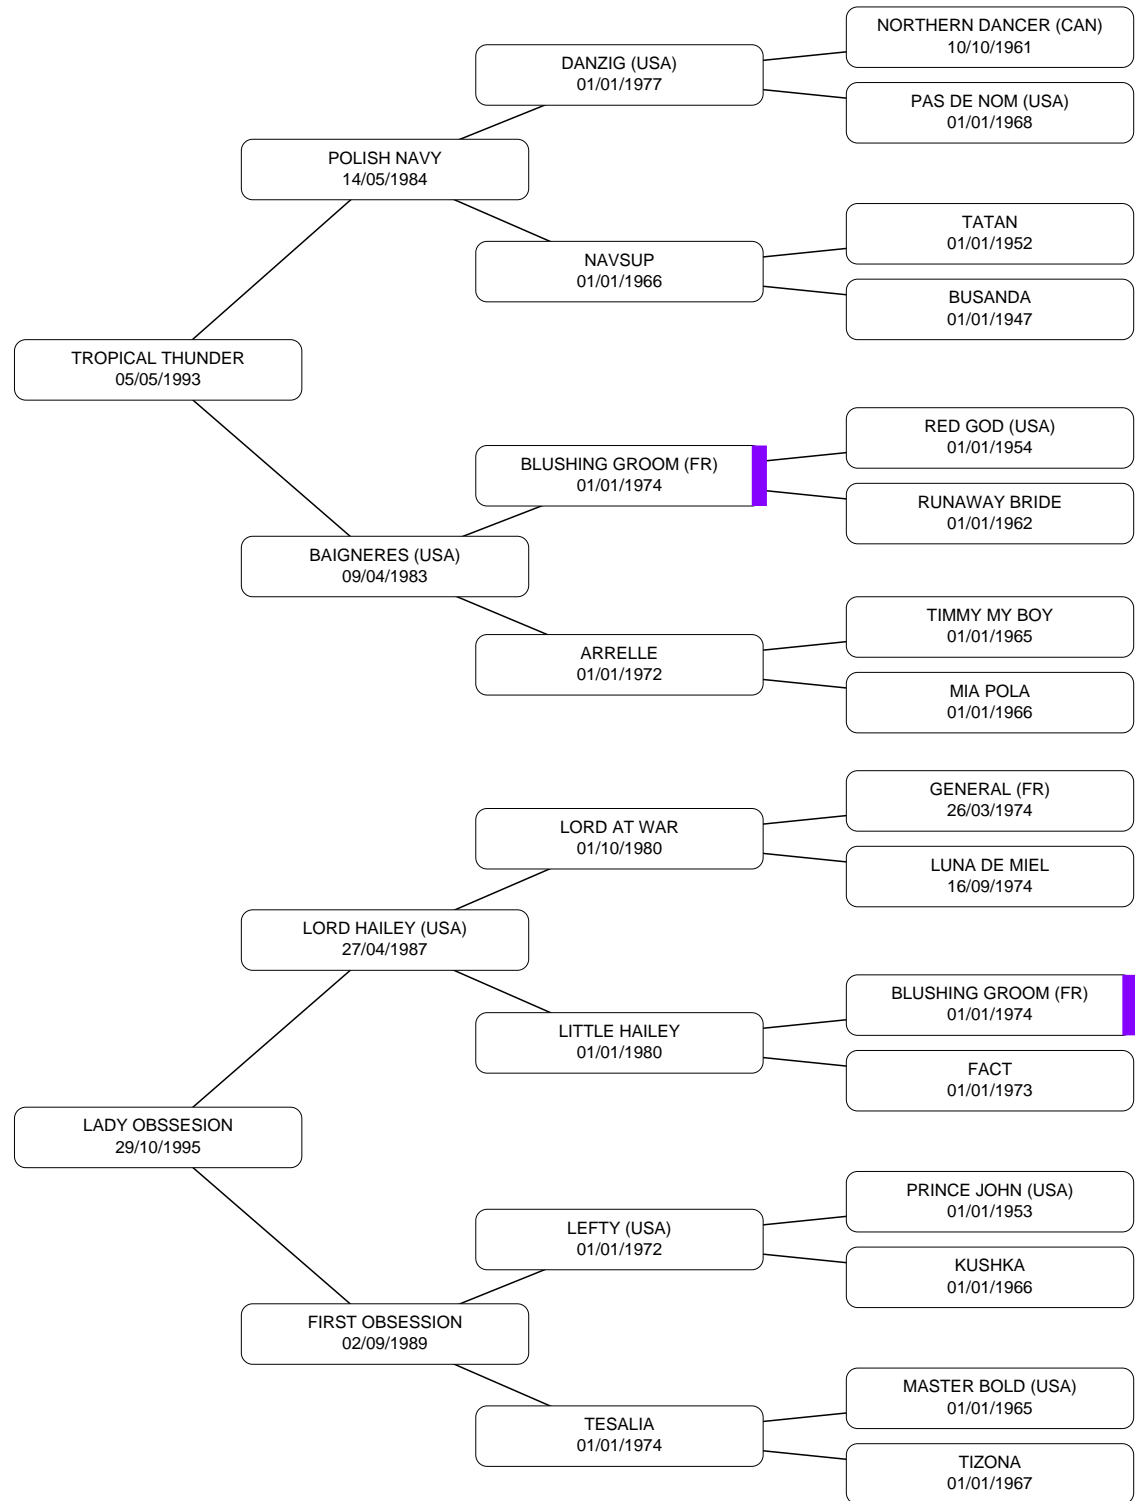 NORTHERN DANCER (CAN)
10/10/1961
DANZIG (USA)
01/01/1977
PAS DE NOM (USA)
01/01/1968
POLISH NAVY
14/05/1984
TATAN
01/01/1952
NAVSUP
01/01/1966
BUSANDA
01/01/1947
TROPICAL THUNDER
05/05/1993
RED GOD (USA)
01/01/1954
BLUSHING GROOM (FR)
01/01/1974
RUNAWAY BRIDE
01/01/1962
BAIGNERES (USA)
09/04/1983
TIMMY MY BOY
01/01/1965
ARRELLE
01/01/1972
MIA POLA
01/01/1966
GENERAL (FR)
26/03/1974
LORD AT WAR
01/10/1980
LUNA DE MIEL
16/09/1974
LORD HAILEY (USA)
27/04/1987
BLUSHING GROOM (FR)
01/01/1974
LITTLE HAILEY
01/01/1980
FACT
01/01/1973
LADY OBSSESION
29/10/1995
PRINCE JOHN (USA)
01/01/1953
LEFTY (USA)
01/01/1972
KUSHKA
01/01/1966
FIRST OBSESSION
02/09/1989
MASTER BOLD (USA)
01/01/1965
TESALIA
01/01/1974
TIZONA
01/01/1967